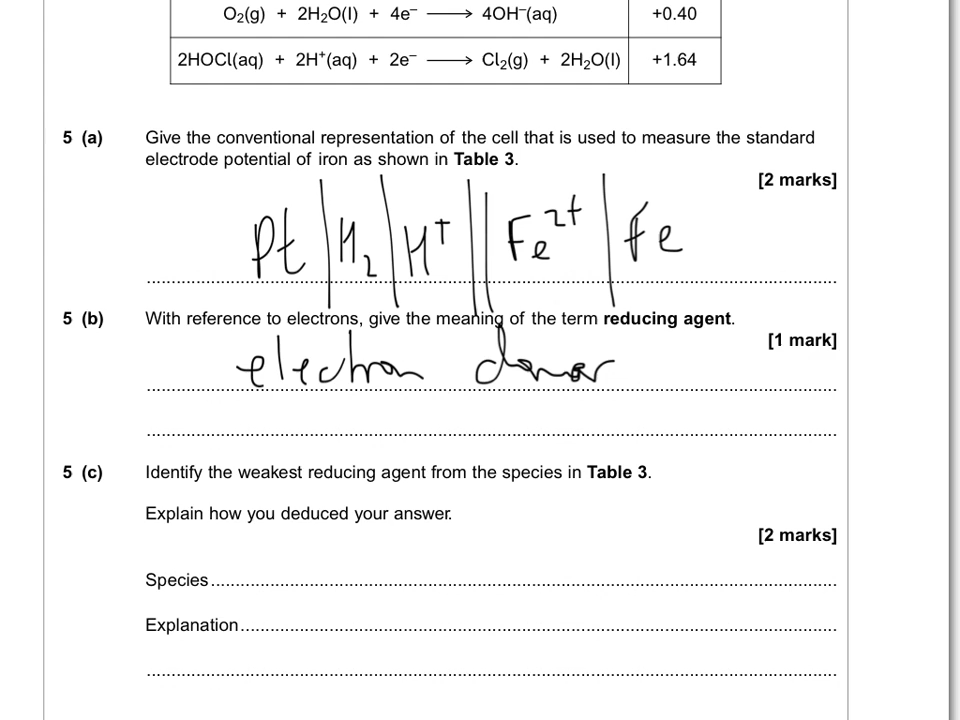 O₂(g) + 2H₂O(l) + 4e⁻ ⟶ 4OH⁻(aq) +0.40
2HOCl(aq) + 2H⁺(aq) + 2e⁻ ⟶ Cl₂(g) + 2H₂O(l) +1.64
5 (a) Give the conventional representation of the cell that is used to measure the standard
electrode potential of iron as shown in Table 3.
[2 marks]
Pt | H₂ | H⁺ || Fe²⁺ | Fe
5 (b) With reference to electrons, give the meaning of the term reducing agent.
[1 mark]
electron donor
5 (c) Identify the weakest reducing agent from the species in Table 3.
Explain how you deduced your answer.
[2 marks]
Species
Explanation